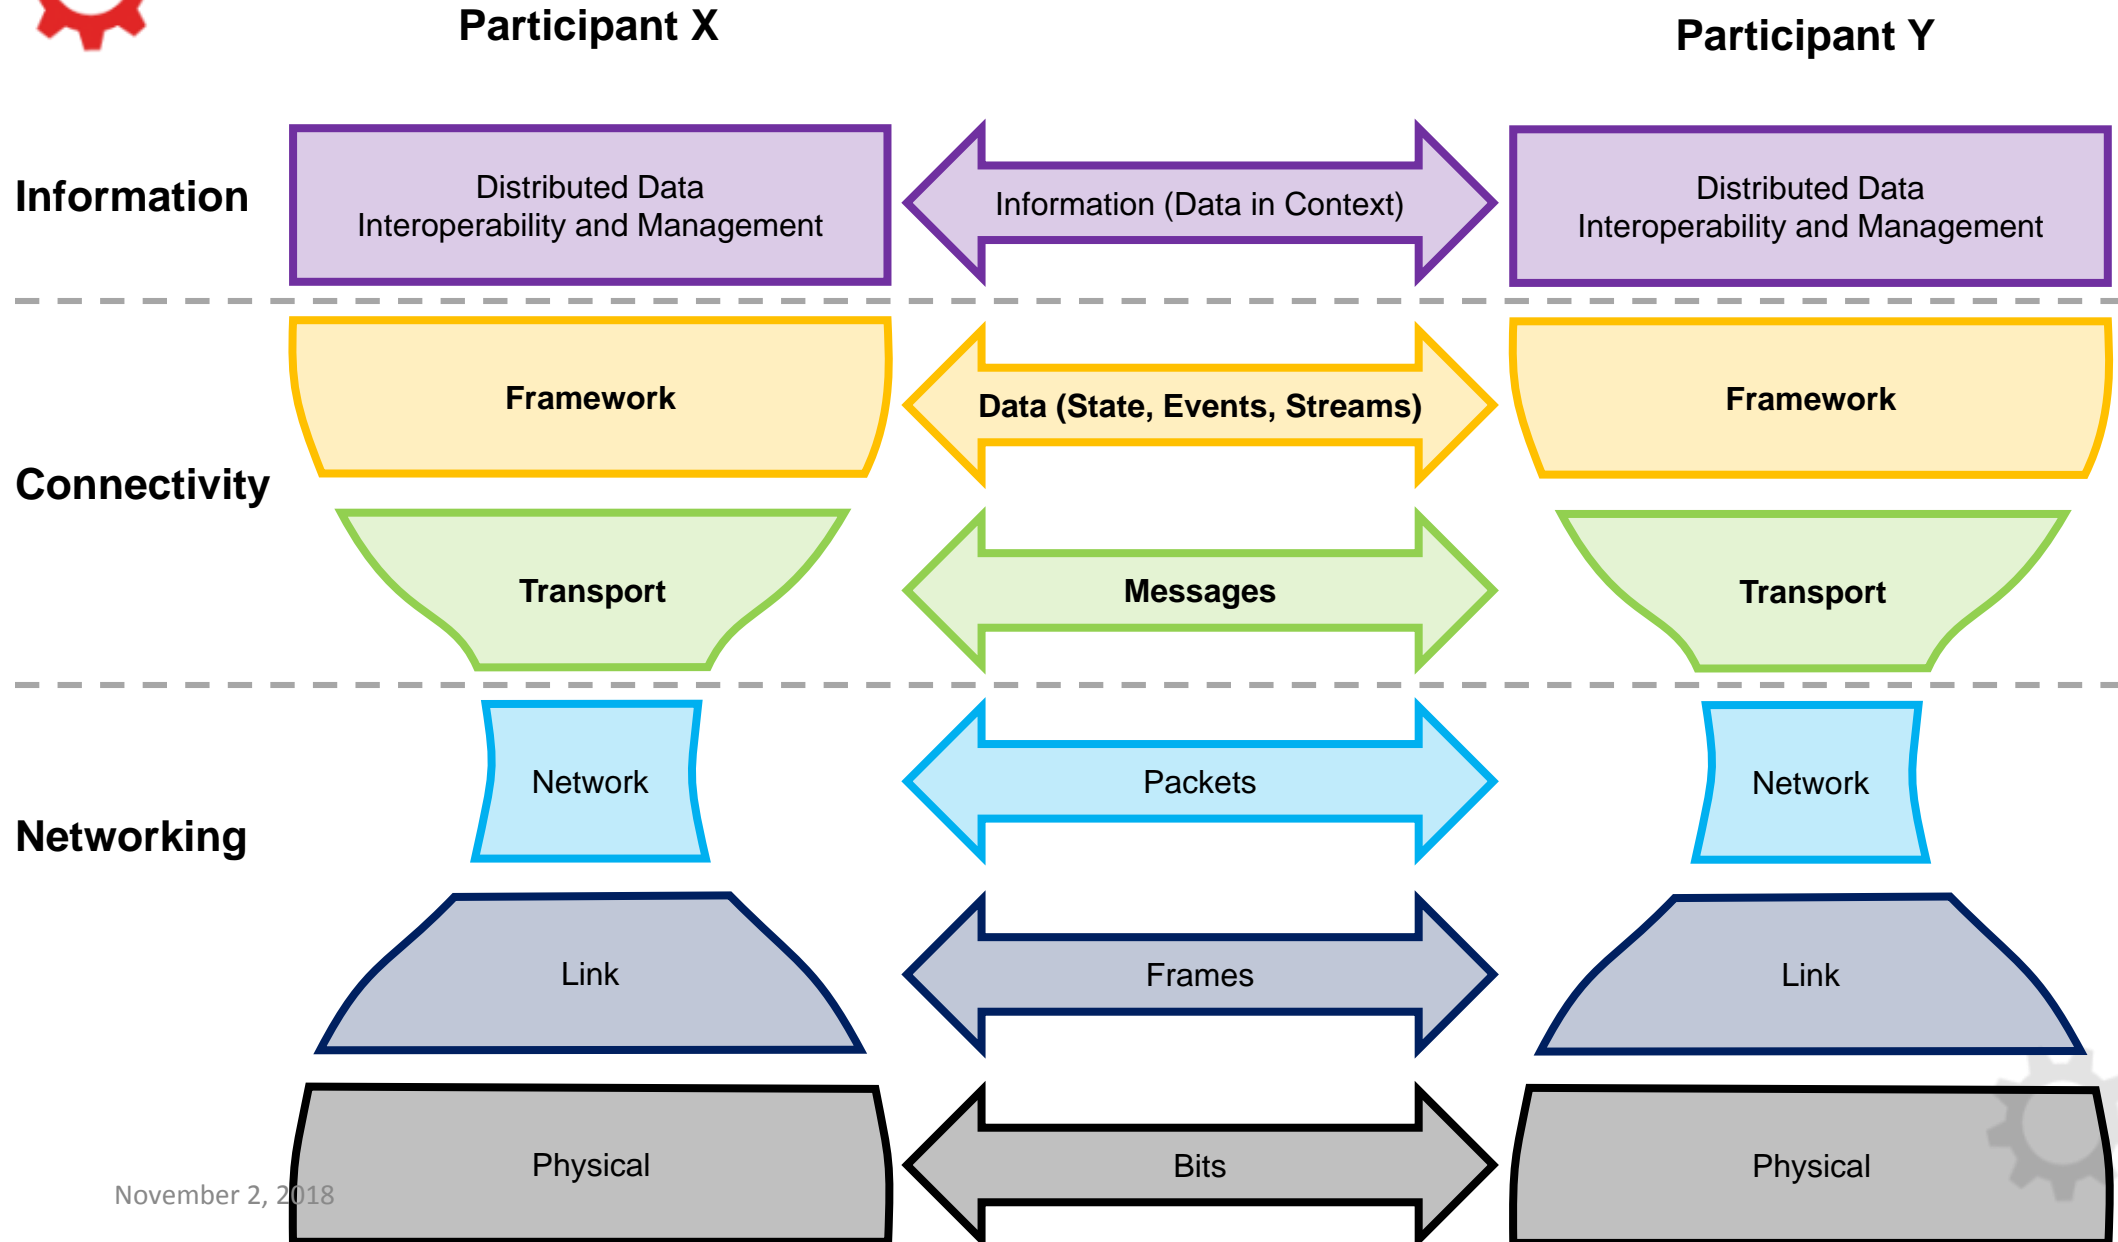 Participant X
Participant Y
Information
Distributed Data
Interoperability and Management
Information (Data in Context)
Distributed Data
Interoperability and Management
Connectivity
Framework
Data (State, Events, Streams)
Framework
Transport
Messages
Transport
Networking
Network
Packets
Network
Link
Frames
Link
Physical
Bits
Physical
November 2, 2018